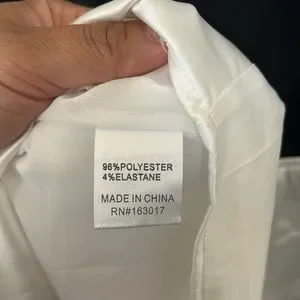 96%POLYESTER
4%ELASTANE
MADE IN CHINA
RN#163017